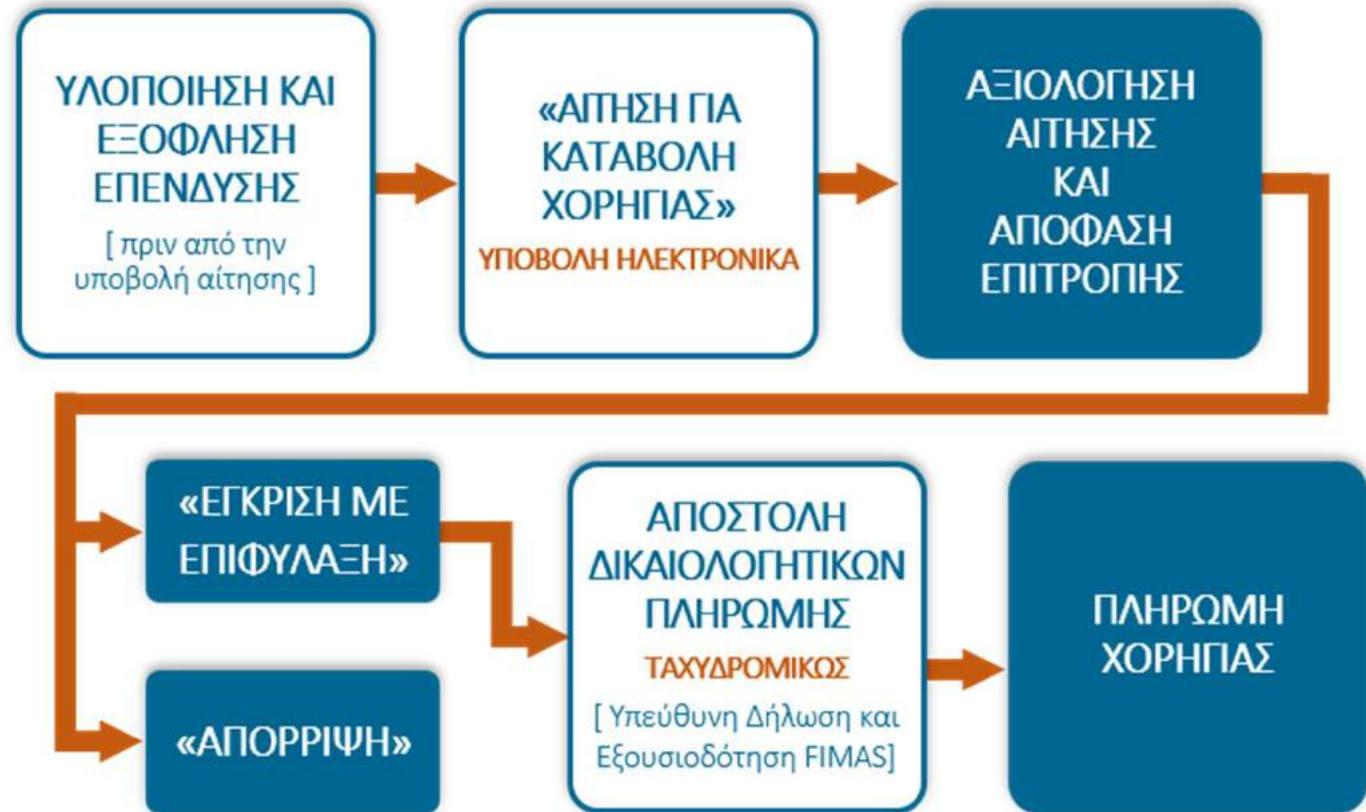 ΥΛΟΠΟΙΗΣΗ ΚΑΙ
ΕΞΟΦΛΗΣΗ
ΕΠΕΝΔΥΣΗΣ
[ πριν από την
υποβολή αίτησης ]
«ΑΙΤΗΣΗ ΓΙΑ
ΚΑΤΑΒΟΛΗ
ΧΟΡΗΓΙΑΣ»
ΥΠΟΒΟΛΗ ΗΛΕΚΤΡΟΝΙΚΑ
ΑΞΙΟΛΟΓΗΣΗ
ΑΙΤΗΣΗΣ
ΚΑΙ
ΑΠΟΦΑΣΗ
ΕΠΙΤΡΟΠΗΣ
«ΕΓΚΡΙΣΗ ΜΕ
ΕΠΙΦΥΛΑΞΗ»
«ΑΠΟΡΡΙΨΗ»
ΑΠΟΣΤΟΛΗ
ΔΙΚΑΙΟΛΟΓΗΤΙΚΩΝ
ΠΛΗΡΩΜΗΣ
ΤΑΧΥΔΡΟΜΙΚΩΣ
[ Υπεύθυνη Δήλωση και
Εξουσιοδότηση FIMAS]
ΠΛΗΡΩΜΗ
ΧΟΡΗΓΙΑΣ